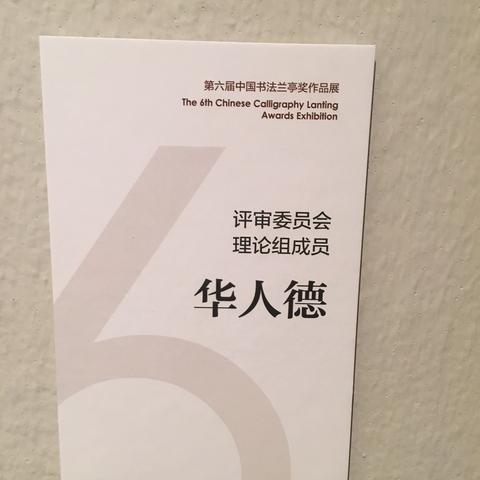 第六届中国书法兰亭奖作品展
The 6th Chinese Calligraphy Lanting
Awards Exhibition
评审委员会
理论组成员
华人德
6